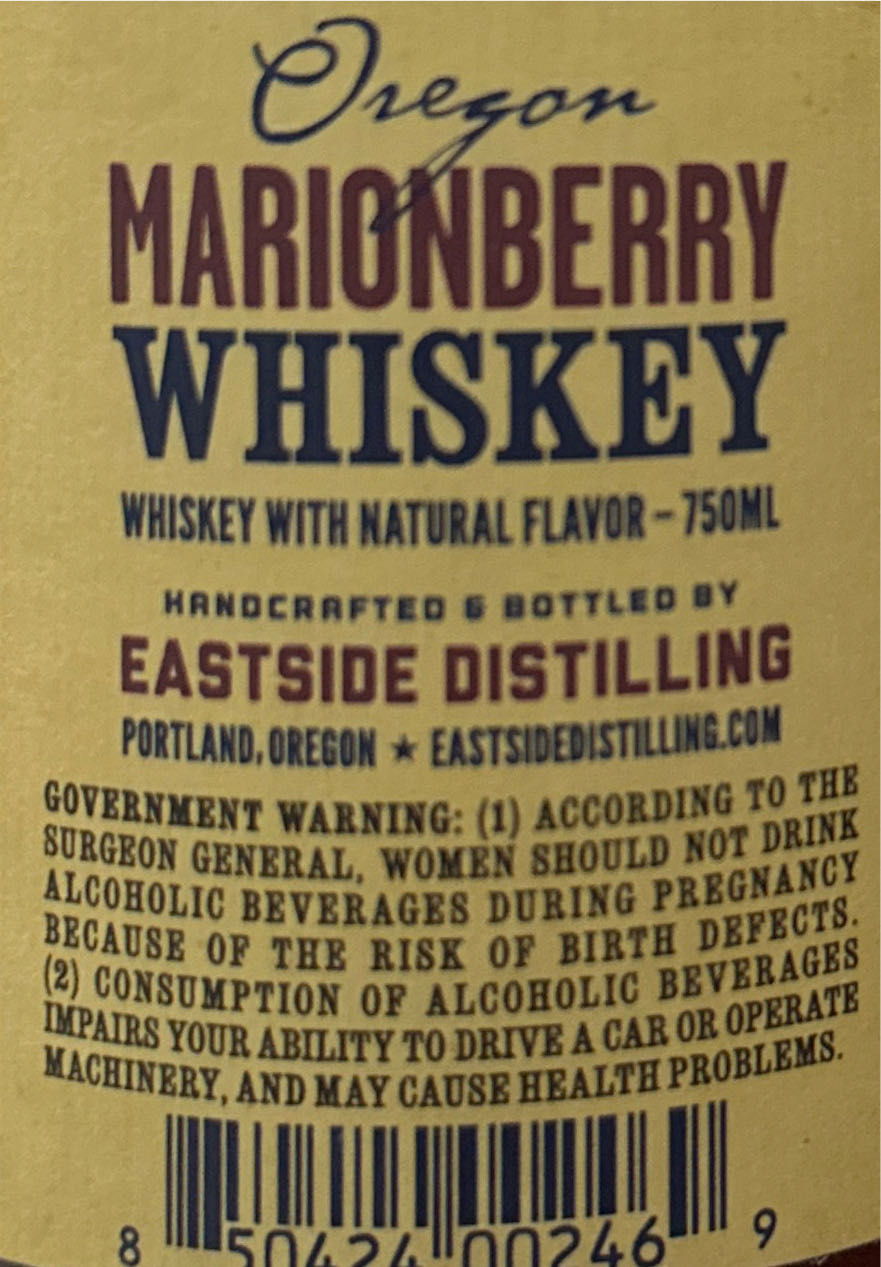 Oregon
MARIONBERRY
WHISKEY
WHISKEY WITH NATURAL FLAVOR – 750ML
HANDCRAFTED & BOTTLED BY
EASTSIDE DISTILLING
PORTLAND, OREGON ★ EASTSIDEDISTILLING.COM
GOVERNMENT WARNING: (1) ACCORDING TO THE
SURGEON GENERAL, WOMEN SHOULD NOT DRINK
ALCOHOLIC BEVERAGES DURING PREGNANCY
BECAUSE OF THE RISK OF BIRTH DEFECTS.
(2) CONSUMPTION OF ALCOHOLIC BEVERAGES
IMPAIRS YOUR ABILITY TO DRIVE A CAR OR OPERATE
MACHINERY, AND MAY CAUSE HEALTH PROBLEMS.
8 50424 00246 9